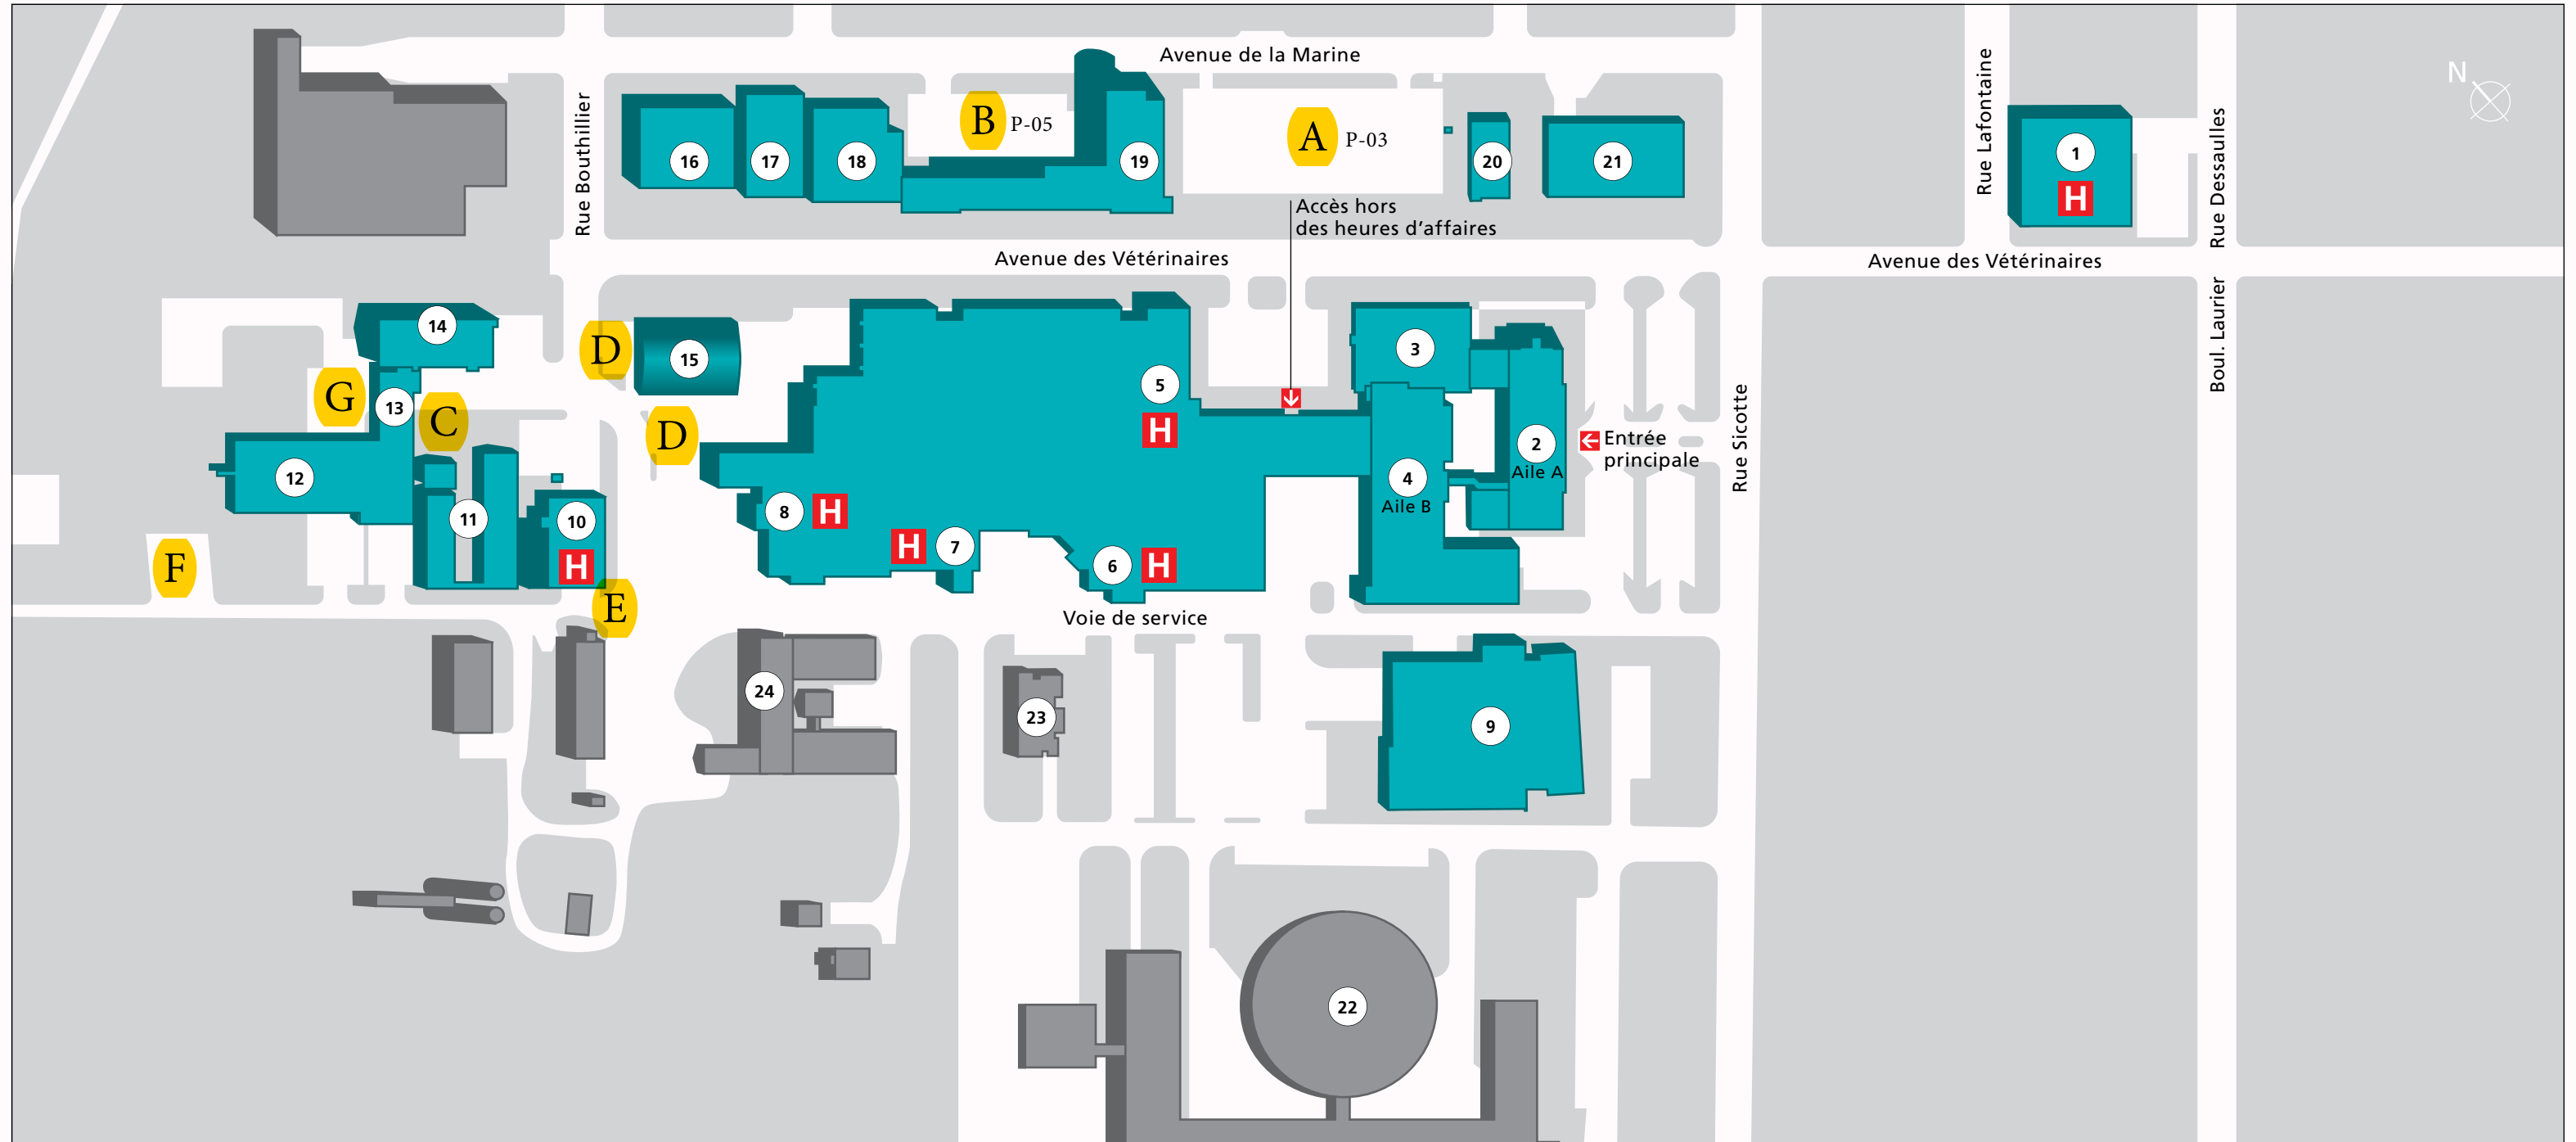 Avenue de la Marine
N
Rue Bouthillier
Rue Lafontaine
Rue Dessaulles
B P-05
A P-03
16
17
18
19
20
21
1
H
Accès hors
des heures d'affaires
Avenue des Vétérinaires
Avenue des Vétérinaires
Boul. Laurier
Rue Sicotte
14
D
15
3
5
H
G
13
C
D
2
Aile A
Entrée
principale
12
11
10
H
8
H
H
7
6
H
4
Aile B
F
E
Voie de service
24
23
9
22